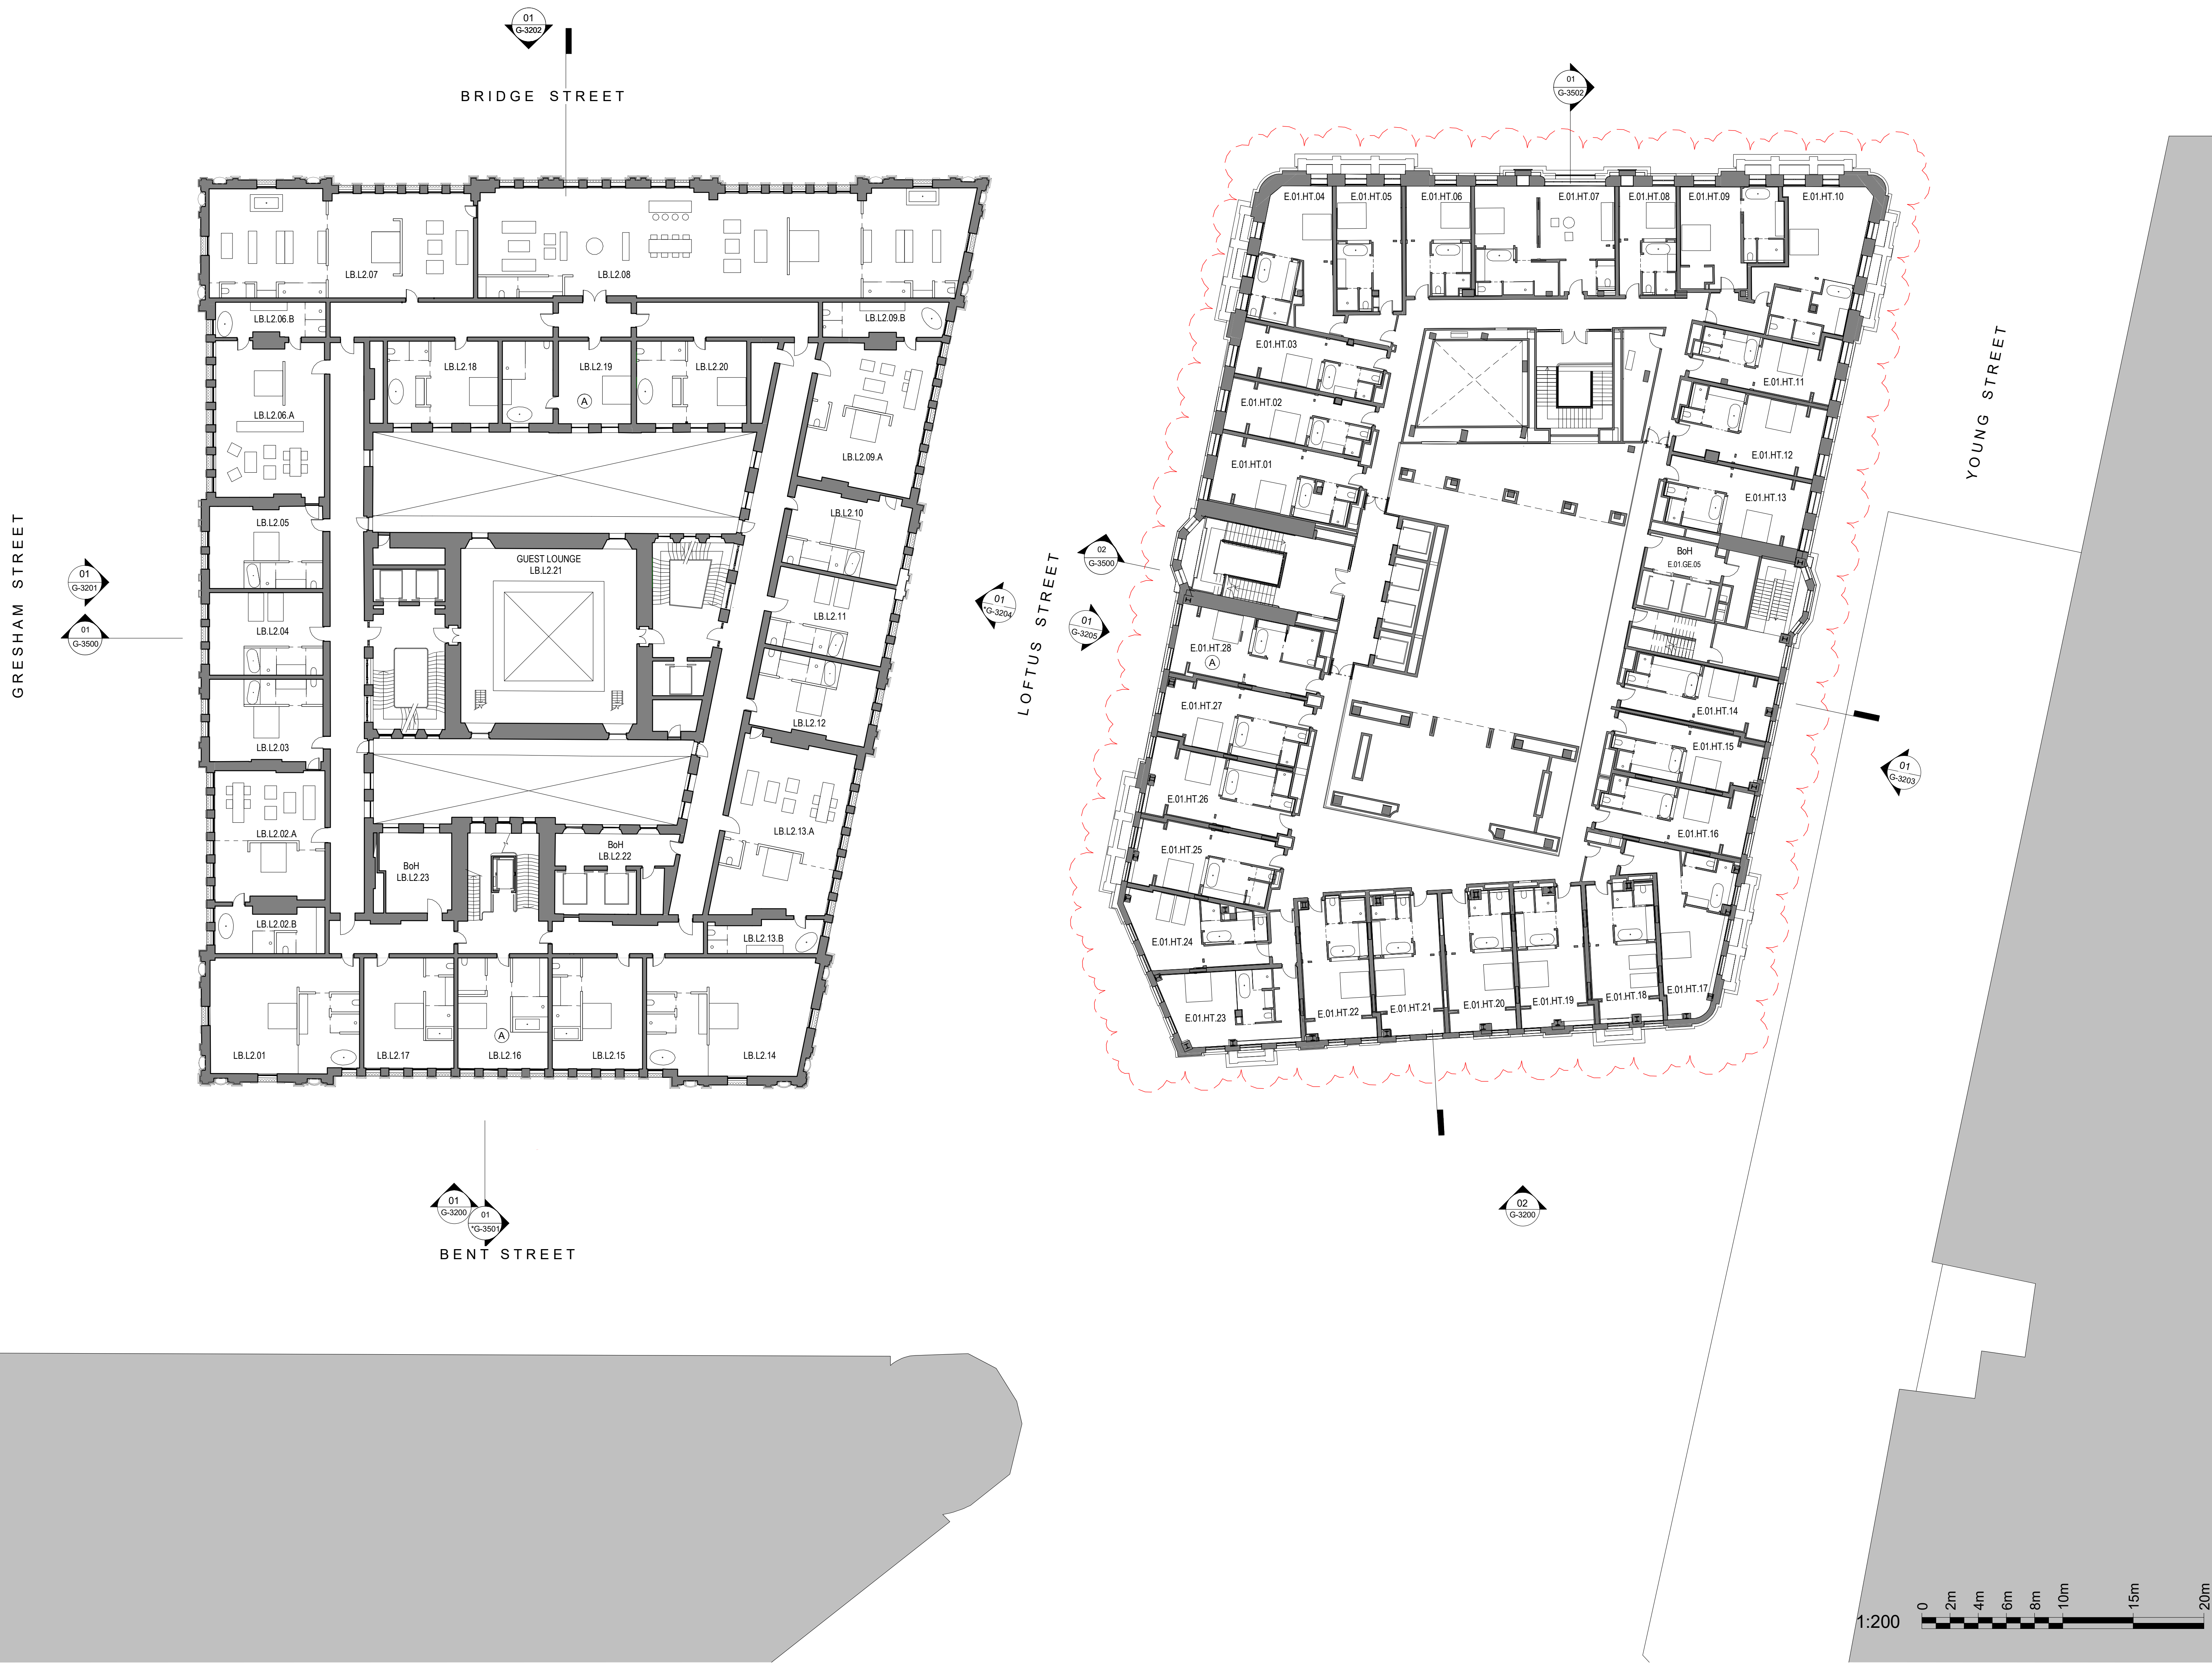 01
G-3202
BRIDGE STREET
01
G-3502
LB.L2.07
LB.L2.08
LB.L2.06.B
LB.L2.09.B
LB.L2.18
LB.L2.19
A
LB.L2.20
LB.L2.06.A
LB.L2.09.A
LB.L2.05
LB.L2.10
GUEST LOUNGE
LB.L2.21
LB.L2.04
LB.L2.11
LB.L2.03
LB.L2.12
LB.L2.02.A
LB.L2.13.A
BoH
LB.L2.23
BoH
LB.L2.22
LB.L2.02.B
LB.L2.13.B
LB.L2.01
LB.L2.17
A
LB.L2.16
LB.L2.15
LB.L2.14
GRESHAM STREET
01
G-3201
01
G-3500
01
*G-3204
LOFTUS STREET
02
G-3500
01
G-3205
E.01.HT.04
E.01.HT.05
E.01.HT.06
E.01.HT.07
E.01.HT.08
E.01.HT.09
E.01.HT.10
E.01.HT.03
E.01.HT.11
E.01.HT.02
E.01.HT.12
E.01.HT.01
E.01.HT.13
BoH
E.01.GE.05
E.01.HT.28
A
E.01.HT.27
E.01.HT.14
E.01.HT.15
E.01.HT.26
E.01.HT.16
E.01.HT.25
E.01.HT.24
E.01.HT.23
E.01.HT.22
E.01.HT.21
E.01.HT.20
E.01.HT.19
E.01.HT.18
E.01.HT.17
YOUNG STREET
01
G-3203
01
G-3200
01
*G-3501
BENT STREET
02
G-3200
1:200
0
2m
4m
6m
8m
10m
15m
20m